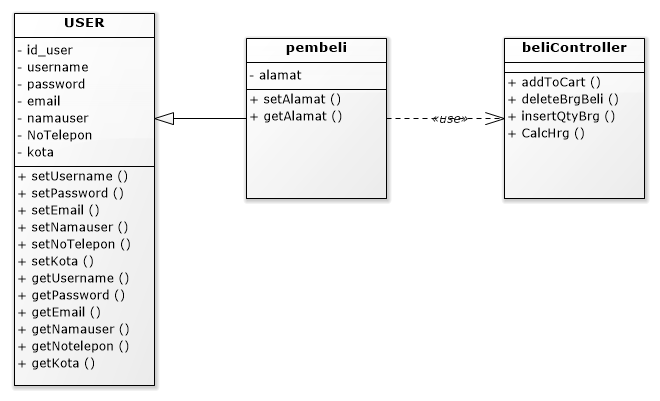 USER
- id_user
- username
- password
- email
- namauser
- NoTelepon
- kota
+ setUsername ()
+ setPassword ()
+ setEmail ()
+ setNamauser ()
+ setNoTelepon ()
+ setKota ()
+ getUsername ()
+ getPassword ()
+ getEmail ()
+ getNamauser ()
+ getNotelepon ()
+ getKota ()
pembeli
- alamat
+ setAlamat ()
+ getAlamat ()
«use»
beliController
+ addToCart ()
+ deleteBrgBeli ()
+ insertQtyBrg ()
+ CalcHrg ()